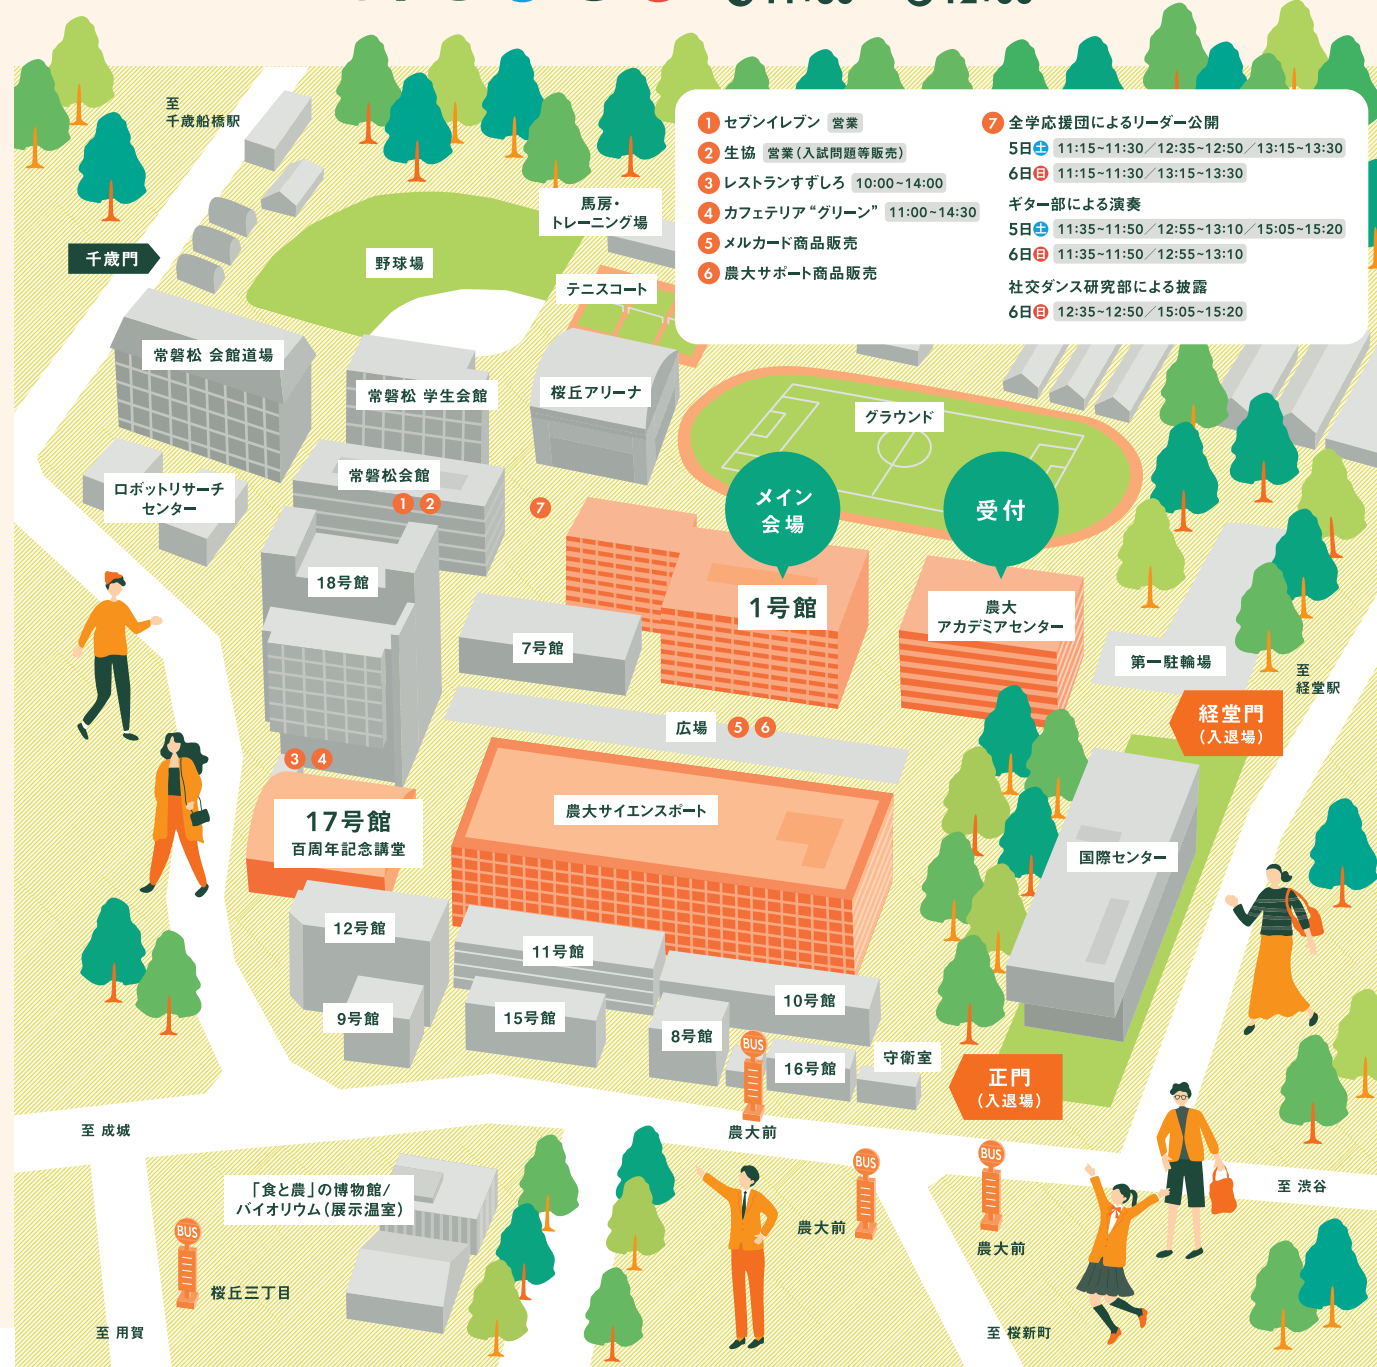 至
千歳船橋駅
千歳門
1 セブンイレブン 営業
2 生協 営業(入試問題等販売)
3 レストランすずしろ 10:00~14:00
4 カフェテリア“グリーン” 11:00~14:30
5 メルカード商品販売
6 農大サポート商品販売
7 全学応援団によるリーダー公開
5日土 11:15~11:30/12:35~12:50/13:15~13:30
6日日 11:15~11:30/13:15~13:30
ギター部による演奏
5日土 11:35~11:50/12:55~13:10/15:05~15:20
6日日 11:35~11:50/12:55~13:10
社交ダンス研究部による披露
6日日 12:35~12:50/15:05~15:20
馬房・
トレーニング場
野球場
テニスコート
常磐松 会館道場
常磐松 学生会館
桜丘アリーナ
グラウンド
常磐松会館
1 2
ロボットリサーチ
センター
7
メイン
会場
受付
18号館
1号館
農大
アカデミアセンター
7号館
第一駐輪場
至
経堂駅
経堂門
(入退場)
広場 5 6
3 4
17号館
百周年記念講堂
農大サイエンスポート
国際センター
12号館
11号館
10号館
9号館
15号館
8号館
BUS
16号館
守衛室
正門
(入退場)
農大前
至 成城
「食と農」の博物館/
バイオリウム(展示温室)
BUS
農大前
BUS
農大前
至 渋谷
BUS
桜丘三丁目
至 用賀
至 桜新町